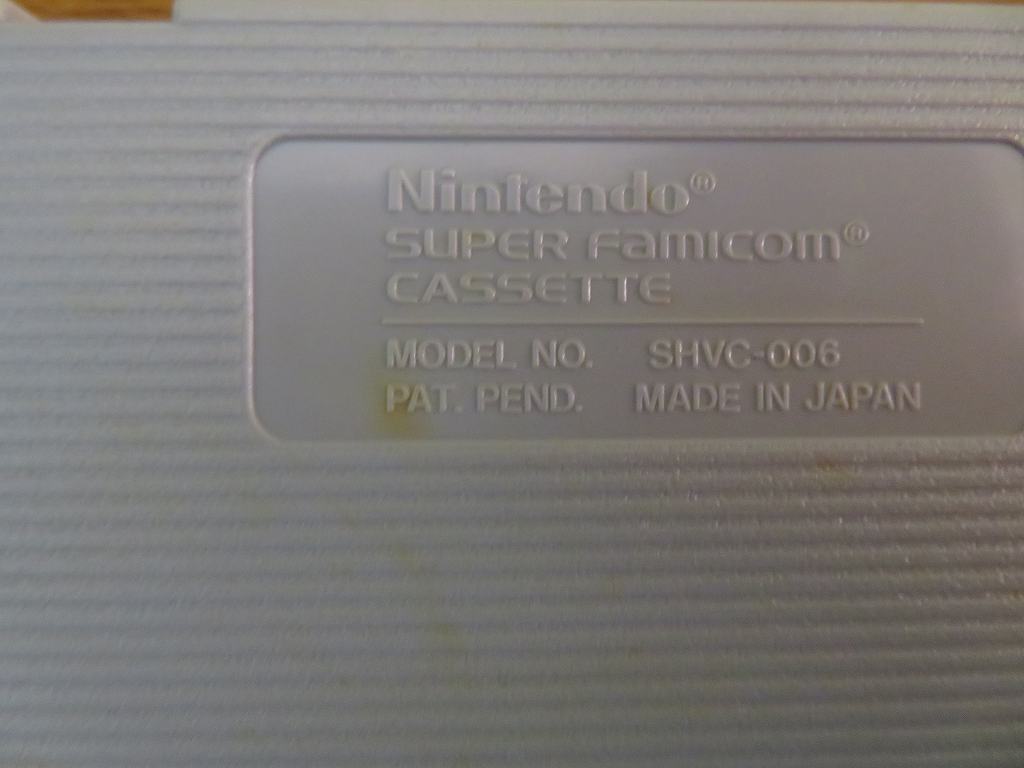 Nintendo®
SUPER Famicom®
CASSETTE
MODEL NO. SHVC-006
PAT. PEND. MADE IN JAPAN